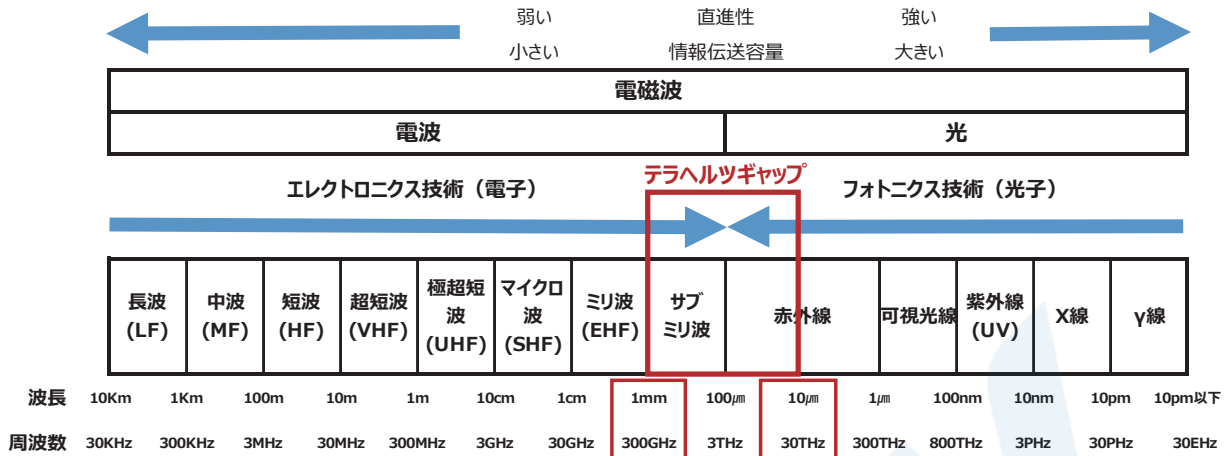 弱い 直進性 強い
小さい 情報伝送容量 大きい
電磁波
電波 光
テラヘルツギャップ
エレクトロニクス技術（電子） フォトニクス技術（光子）
長波 (LF) 中波 (MF) 短波 (HF) 超短波 (VHF) 極超短波 (UHF) マイクロ波 (SHF) ミリ波 (EHF) サブミリ波 赤外線 可視光線 紫外線 (UV) X線 γ線
波長 10Km 1Km 100m 10m 1m 10cm 1cm 1mm 100㎛ 10㎛ 1㎛ 100nm 10nm 10pm 10pm以下
周波数 30KHz 300KHz 3MHz 30MHz 300MHz 3GHz 30GHz 300GHz 3THz 30THz 300THz 800THz 3PHz 30PHz 30EHz